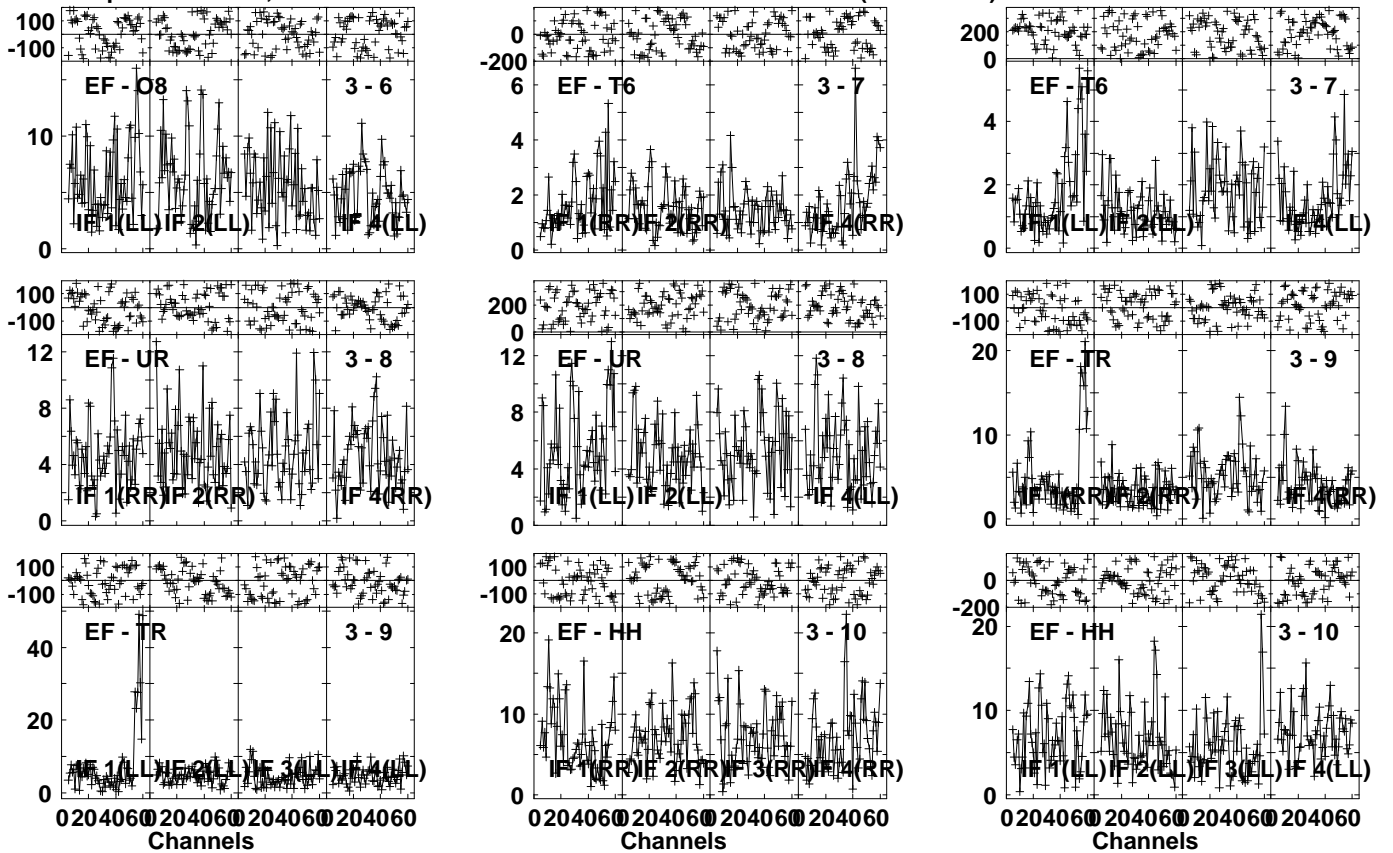 100
-100
EF - O8 3 - 6
10
0
IF 1(LL) IF 2(LL) IF 4(LL)
0
-200
EF - T6 3 - 7
6
4
2
0
IF 1(RR) IF 2(RR) IF 4(RR)
200
0
EF - T6 3 - 7
4
2
0
IF 1(LL) IF 2(LL) IF 4(LL)
100
-100
EF - UR 3 - 8
12
8
4
0
IF 1(RR) IF 2(RR) IF 4(RR)
200
0
EF - UR 3 - 8
12
8
4
0
IF 1(LL) IF 2(LL) IF 4(LL)
100
-100
EF - TR 3 - 9
20
10
0
IF 1(RR) IF 2(RR) IF 4(RR)
100
-100
EF - TR 3 - 9
40
20
0
IF 1(LL) IF 2(LL) IF 3(LL) IF 4(LL)
0 20 40 60 0 20 40 60 0 20 40 60 0 20 40 60
Channels
100
-100
EF - HH 3 - 10
20
10
0
IF 1(RR) IF 2(RR) IF 3(RR) IF 4(RR)
0 20 40 60 0 20 40 60 0 20 40 60 0 20 40 60
Channels
0
-200
EF - HH 3 - 10
20
10
0
IF 1(LL) IF 2(LL) IF 3(LL) IF 4(LL)
0 20 40 60 0 20 40 60 0 20 40 60 0 20 40 60
Channels